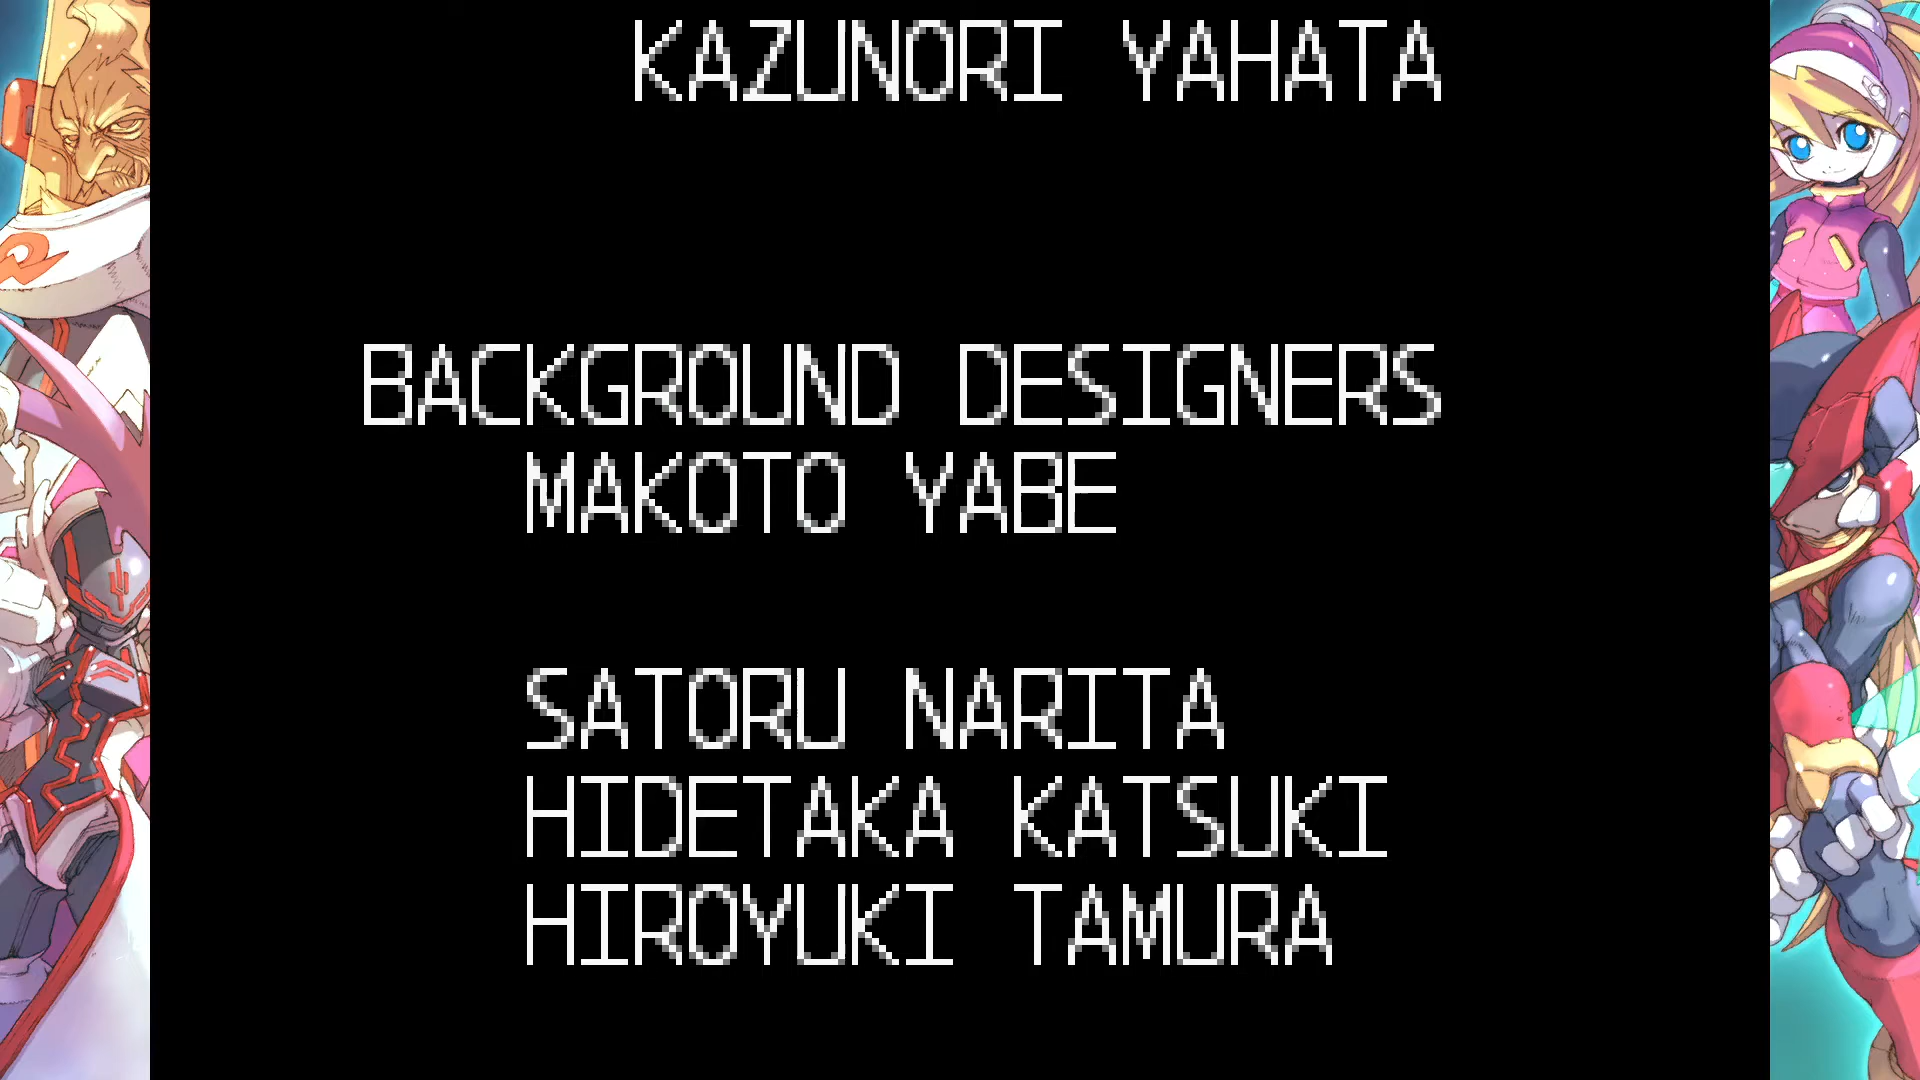 KAZUNORI YAHATA
BACKGROUND DESIGNERS
MAKOTO YABE
SATORU NARITA
HIDETAKA KATSUKI
HIROYUKI TAMURA